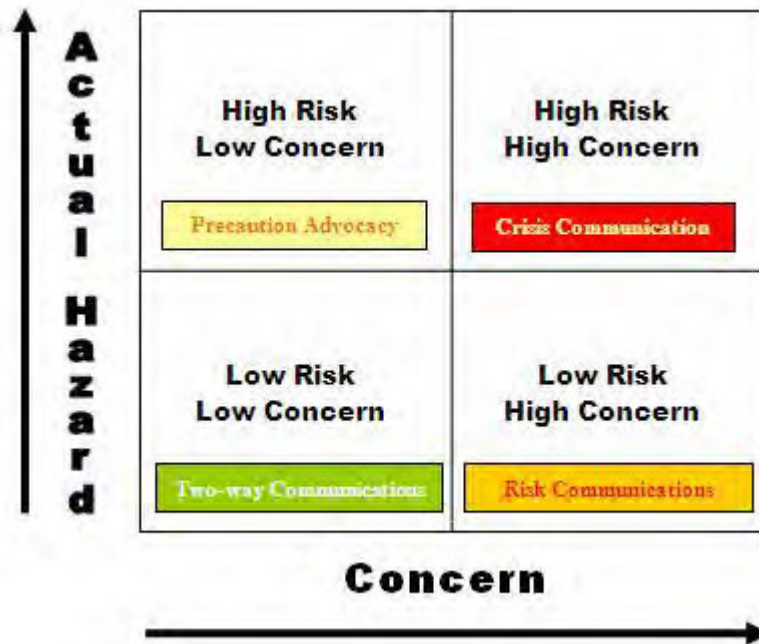 Actual Hazard
High Risk
Low Concern
Precaution Advocacy
High Risk
High Concern
Crisis Communication
Low Risk
Low Concern
Two-way Communications
Low Risk
High Concern
Risk Communications
Concern